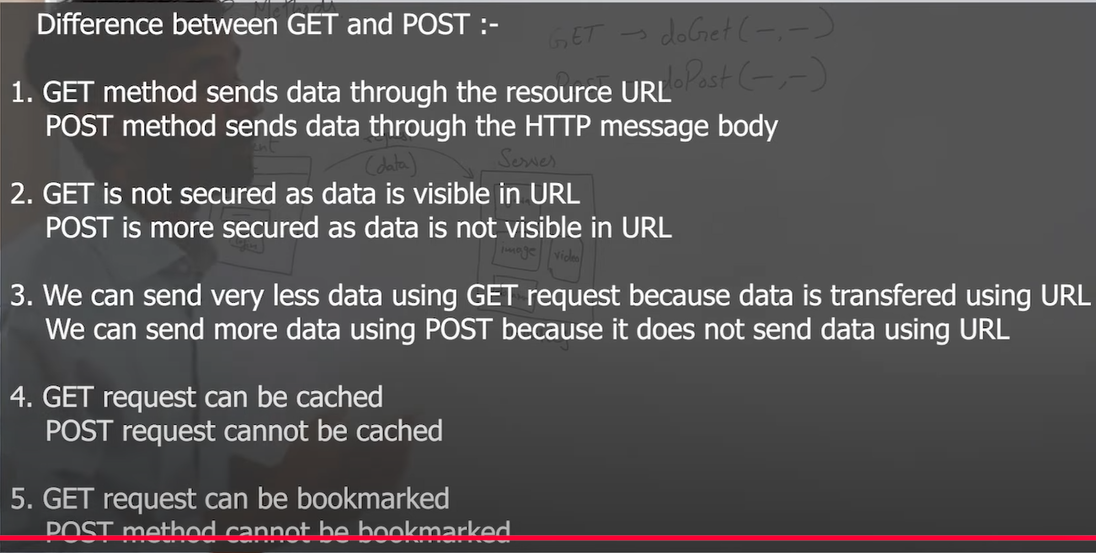 Methods
Difference between GET and POST :-
GET → doGet(-,-)
POST doPost(-,-)
1. GET method sends data through the resource URL
POST method sends data through the HTTP message body
(data)
Server
2. GET is not secured as data is visible in URL
POST is more secured as data is not visible in URL
image
video
3. We can send very less data using GET request because data is transfered using URL
We can send more data using POST because it does not send data using URL
4. GET request can be cached
POST request cannot be cached
5. GET request can be bookmarked
POST method cannot be bookmarked